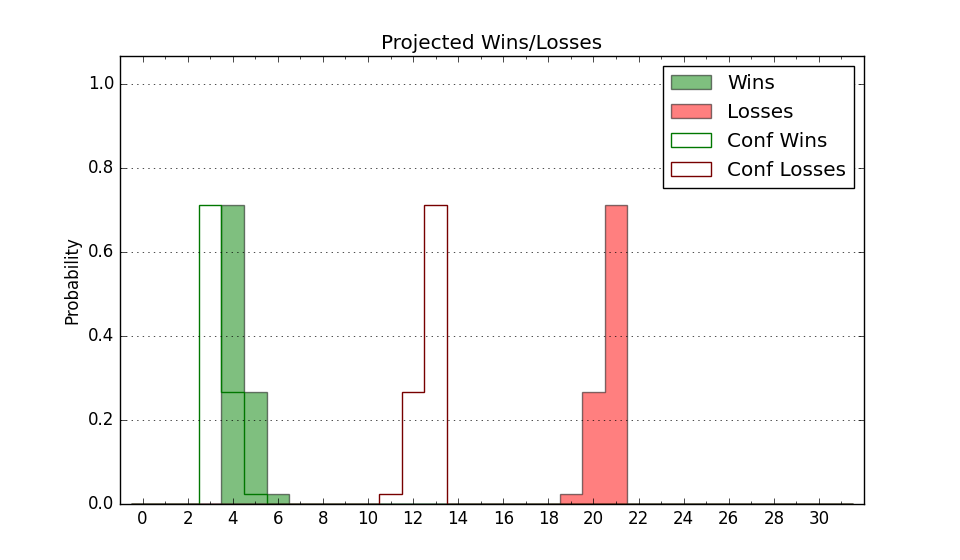 Projected Wins/Losses
Probability
1.0
0.8
0.6
0.4
0.2
0.0
0 2 4 6 8 10 12 14 16 18 20 22 24 26 28 30
Wins
Losses
Conf Wins
Conf Losses